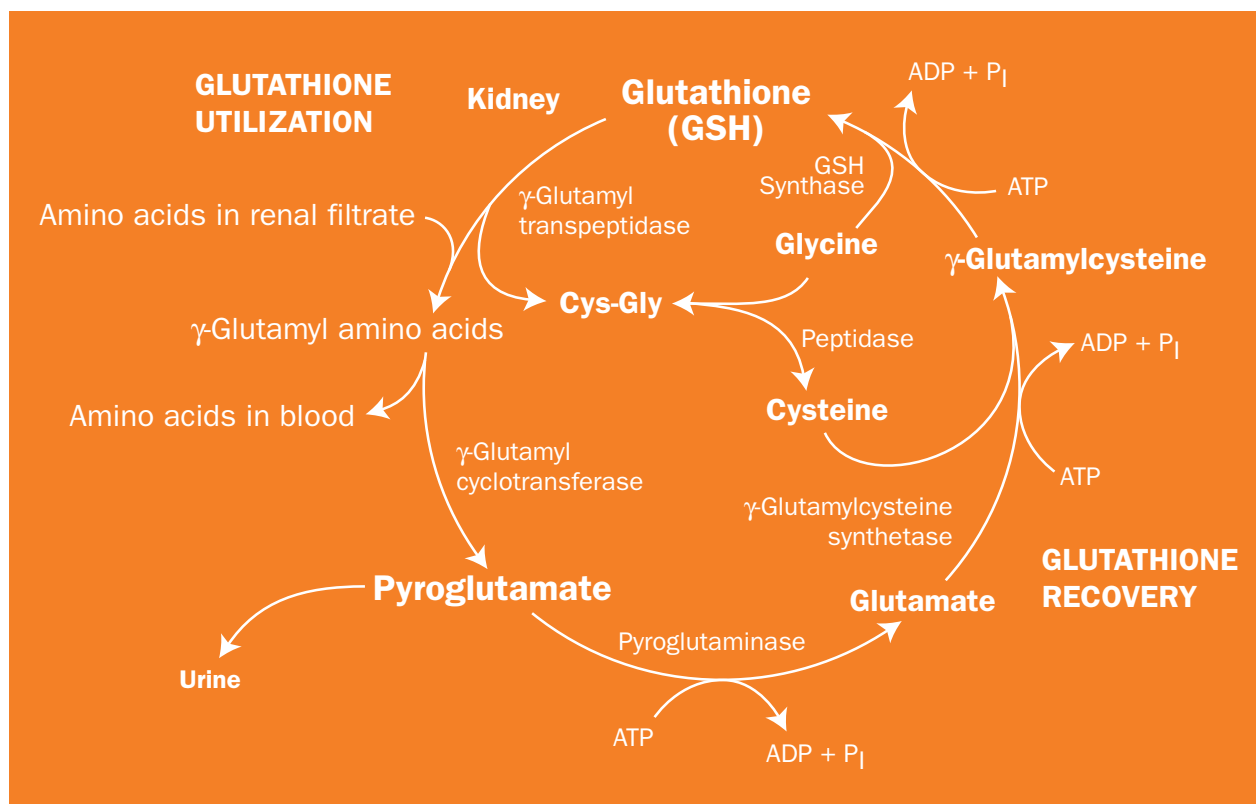 GLUTATHIONE
UTILIZATION
Kidney
Glutathione
(GSH)
ADP + PI
GSH
Synthase
ATP
Amino acids in renal filtrate
γ-Glutamyl
transpeptidase
Glycine
γ-Glutamylcysteine
Cys-Gly
γ-Glutamyl amino acids
Peptidase
ADP + PI
Amino acids in blood
Cysteine
γ-Glutamyl
cyclotransferase
ATP
γ-Glutamylcysteine
synthetase
GLUTATHIONE
RECOVERY
Pyroglutamate
Glutamate
Pyroglutaminase
Urine
ATP
ADP + PI